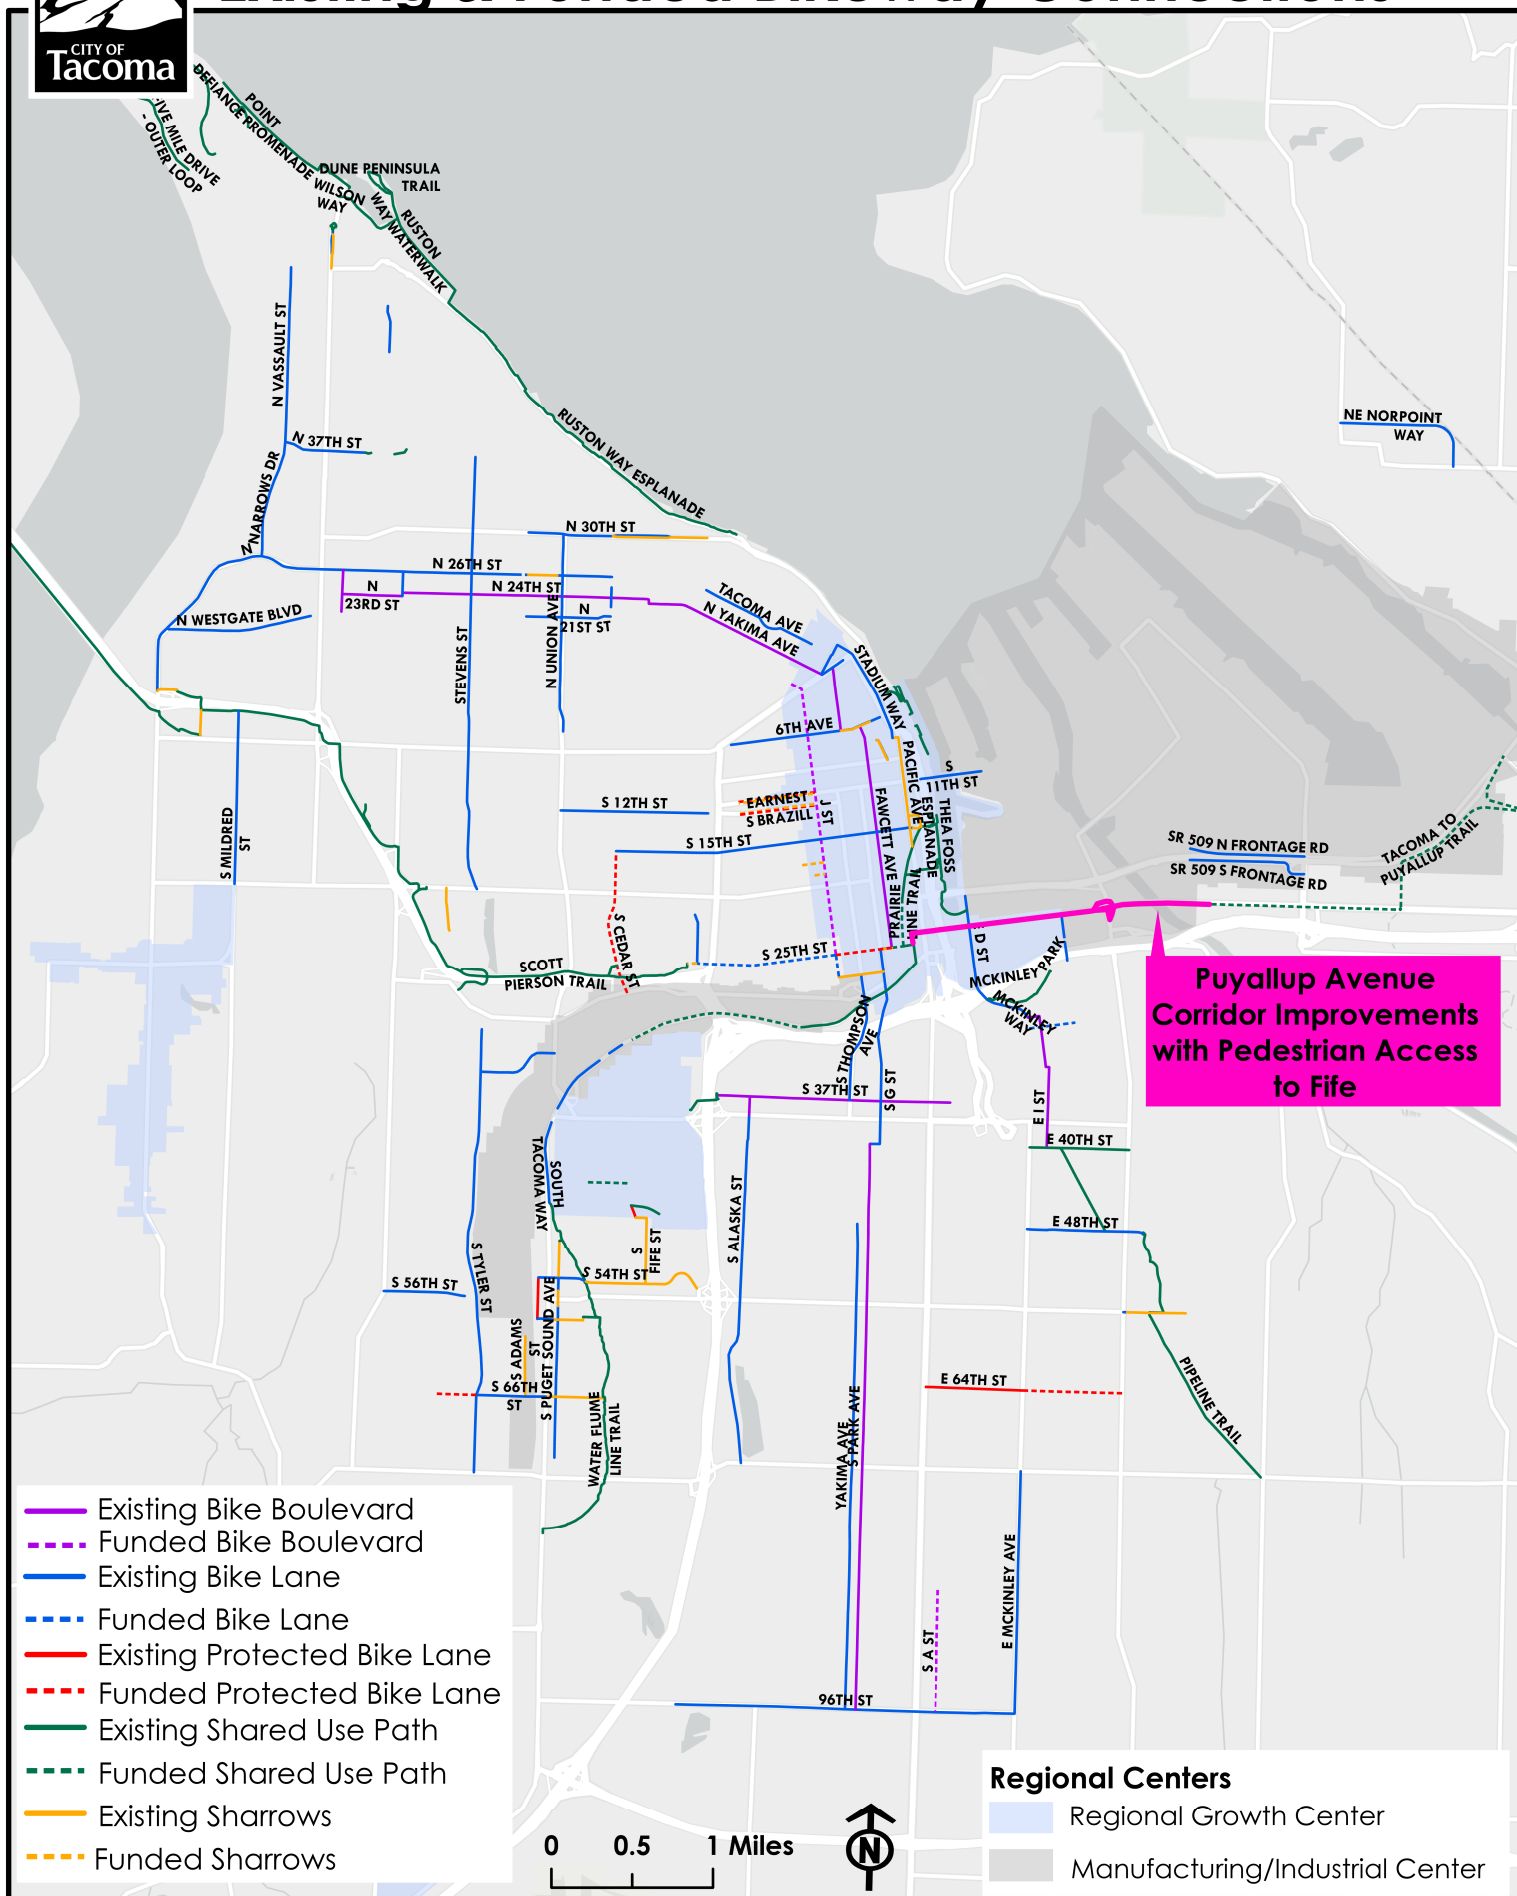 Existing & Funded Bikeway Connections
CITY OF
Tacoma
FIVE MILE DRIVE
- OUTER LOOP
POINT
DEFIANCE PROMENADE
WILSON
WAY
DUNE PENINSULA
TRAIL
RUSTON
WAY WATERWALK
N VASSAULT ST
N 37TH ST
N NARROWS DR
RUSTON WAY ESPLANADE
NE NORPOINT
WAY
N 30TH ST
N 26TH ST
N 24TH ST
N
23RD ST
N
21ST ST
N WESTGATE BLVD
STEVENS ST
N UNION AVE
TACOMA AVE
N YAKIMA AVE
STADIUM WAY
6TH AVE
PACIFIC AVE
S
11TH ST
S MILDRED
ST
S 12TH ST
EARNEST
S BRAZILL
J ST
S 15TH ST
FAWCETT AVE
THEA FOSS
ESPLANADE
PRAIRIE
LINE TRAIL
SR 509 N FRONTAGE RD
SR 509 S FRONTAGE RD
TACOMA TO
PUYALLUP TRAIL
S CEDAR ST
S 25TH ST
D ST
MCKINLEY PARK
MCKINLEY
WAY
SCOTT
PIERSON TRAIL
Puyallup Avenue
Corridor Improvements
with Pedestrian Access
to Fife
S THOMPSON
AVE
S 37TH ST
S G ST
E I ST
E 40TH ST
SOUTH
TACOMA WAY
S ALASKA ST
E 48TH ST
S TYLER ST
S
FIFE ST
S 54TH ST
S 56TH ST
S ADAMS
ST
S PUGET SOUND AVE
S 66TH
ST
E 64TH ST
PIPELINE TRAIL
WATER FLUME
LINE TRAIL
YAKIMA AVE
S PARK AVE
E MCKINLEY AVE
S A ST
96TH ST
Existing Bike Boulevard
Funded Bike Boulevard
Existing Bike Lane
Funded Bike Lane
Existing Protected Bike Lane
Funded Protected Bike Lane
Existing Shared Use Path
Funded Shared Use Path
Existing Sharrows
Funded Sharrows
0 0.5 1 Miles
N
Regional Centers
Regional Growth Center
Manufacturing/Industrial Center